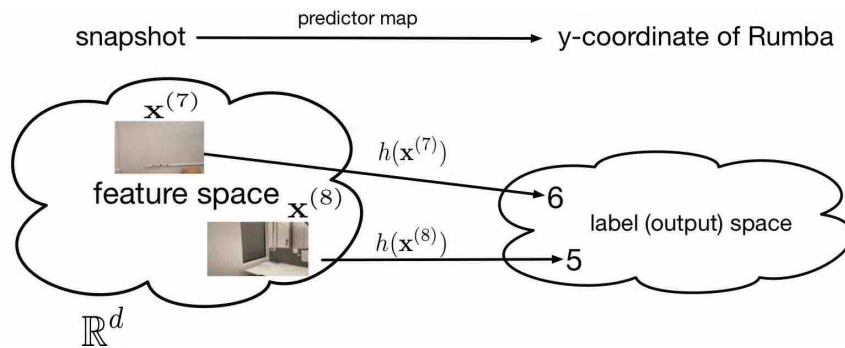 predictor map
snapshot
y-coordinate of Rumba
x^(7)
h(x^(7))
feature space
x^(8)
6
label (output) space
h(x^(8))
5
ℝ^d